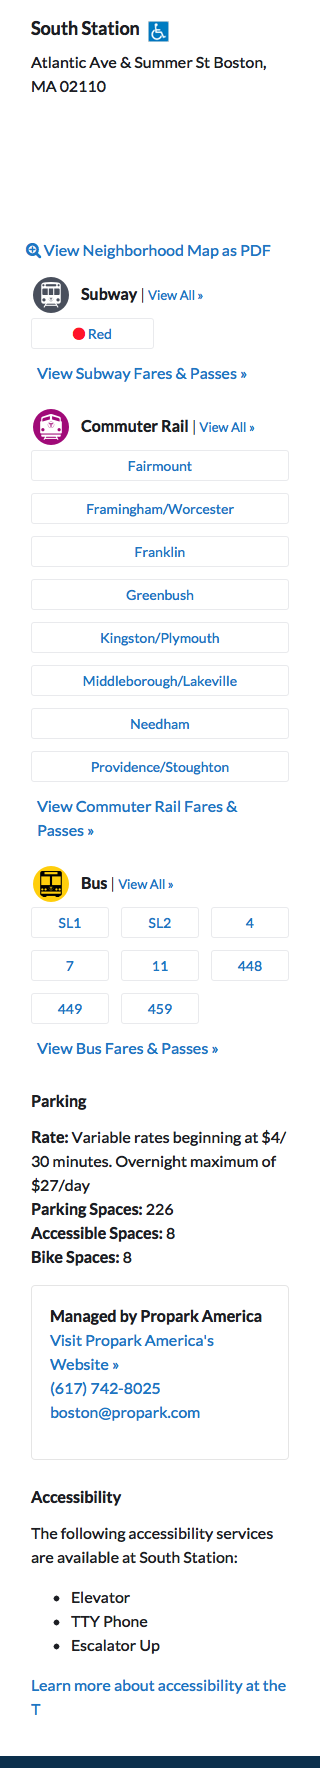 South Station
Atlantic Ave & Summer St Boston,
MA 02110
View Neighborhood Map as PDF
Subway | View All »
Red
View Subway Fares & Passes »
Commuter Rail | View All »
Fairmount
Framingham/Worcester
Franklin
Greenbush
Kingston/Plymouth
Middleborough/Lakeville
Needham
Providence/Stoughton
View Commuter Rail Fares &
Passes »
Bus | View All »
SL1 SL2 4
7 11 448
449 459
View Bus Fares & Passes »
Parking
Rate: Variable rates beginning at $4/
30 minutes. Overnight maximum of
$27/day
Parking Spaces: 226
Accessible Spaces: 8
Bike Spaces: 8
Managed by Propark America
Visit Propark America's
Website »
(617) 742-8025
boston@propark.com
Accessibility
The following accessibility services
are available at South Station:
• Elevator
• TTY Phone
• Escalator Up
Learn more about accessibility at the
T